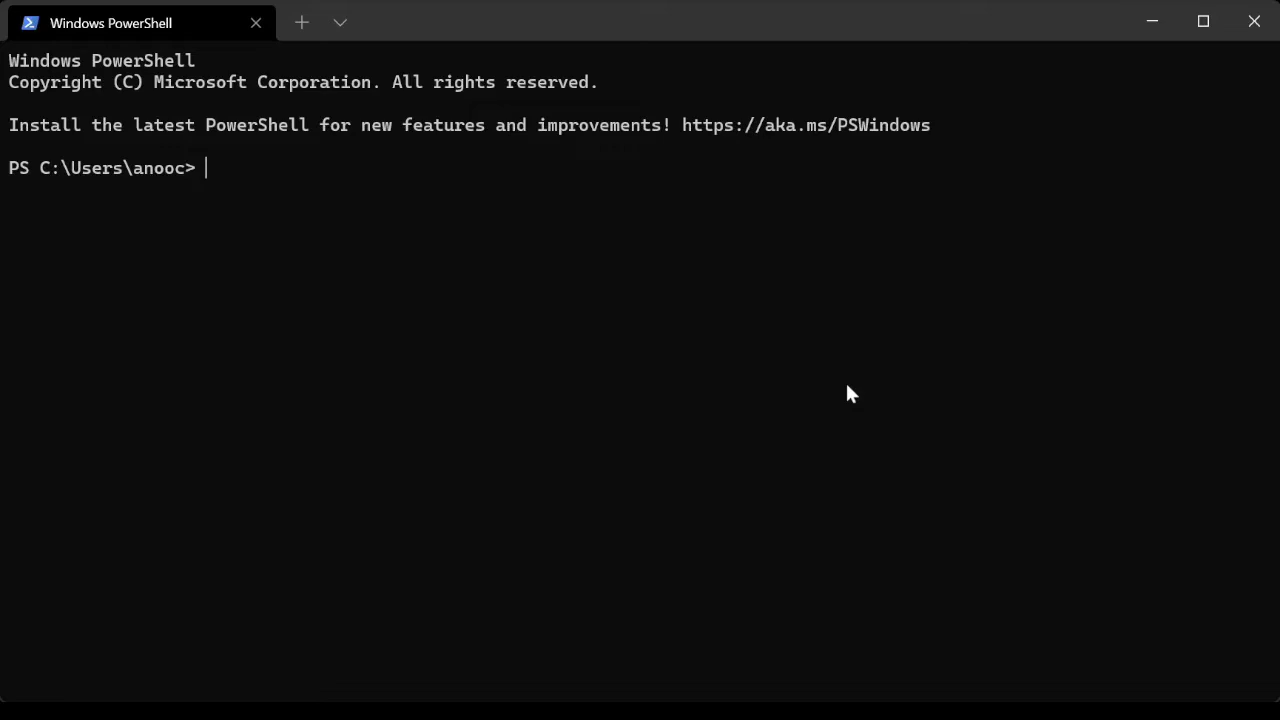 Windows PowerShell
Windows PowerShell
Copyright (C) Microsoft Corporation. All rights reserved.
Install the latest PowerShell for new features and improvements! https://aka.ms/PSWindows
PS C:\Users\anooc>